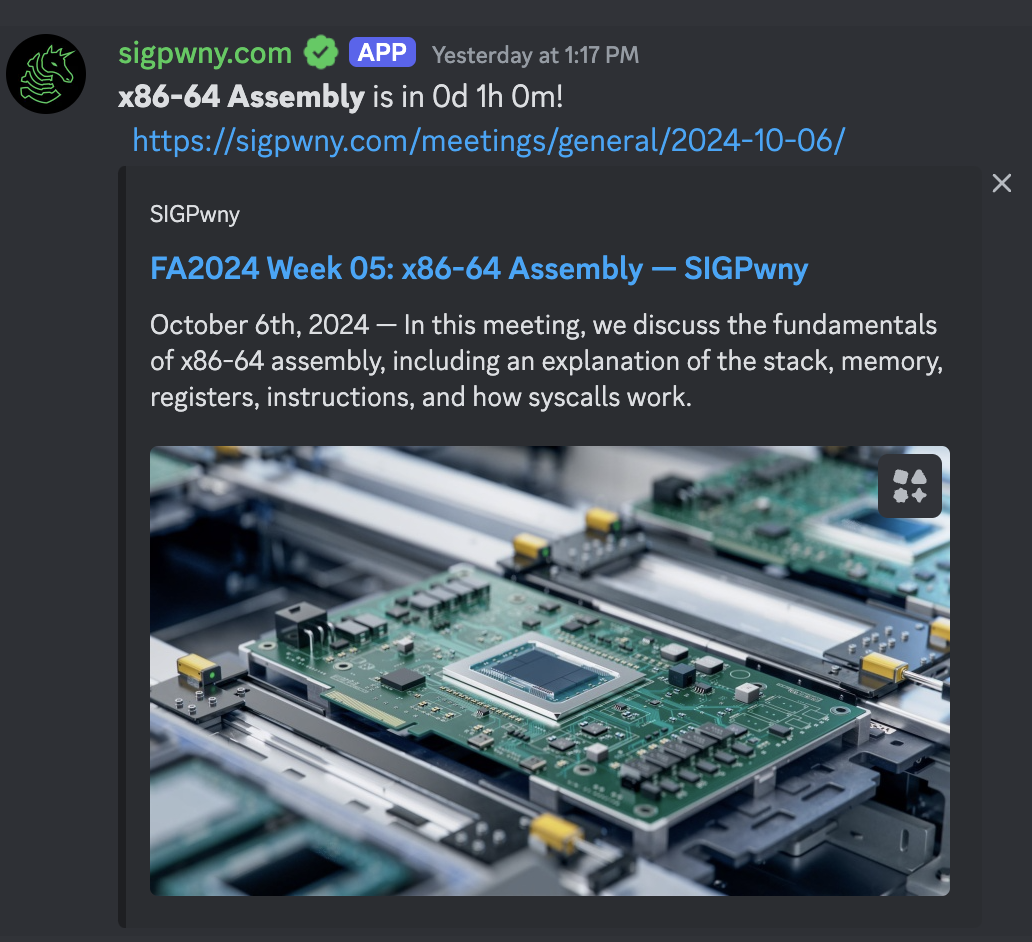 sigpwny.com APP Yesterday at 1:17 PM
x86-64 Assembly is in 0d 1h 0m!
https://sigpwny.com/meetings/general/2024-10-06/
SIGPwny
FA2024 Week 05: x86-64 Assembly — SIGPwny
October 6th, 2024 — In this meeting, we discuss the fundamentals
of x86-64 assembly, including an explanation of the stack, memory,
registers, instructions, and how syscalls work.